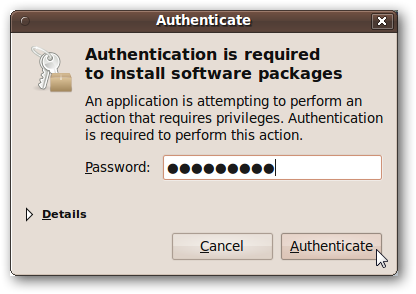 Authenticate
Authentication is required
to install software packages
An application is attempting to perform an
action that requires privileges. Authentication
is required to perform this action.
Password: ●●●●●●●●●
Details
Cancel Authenticate